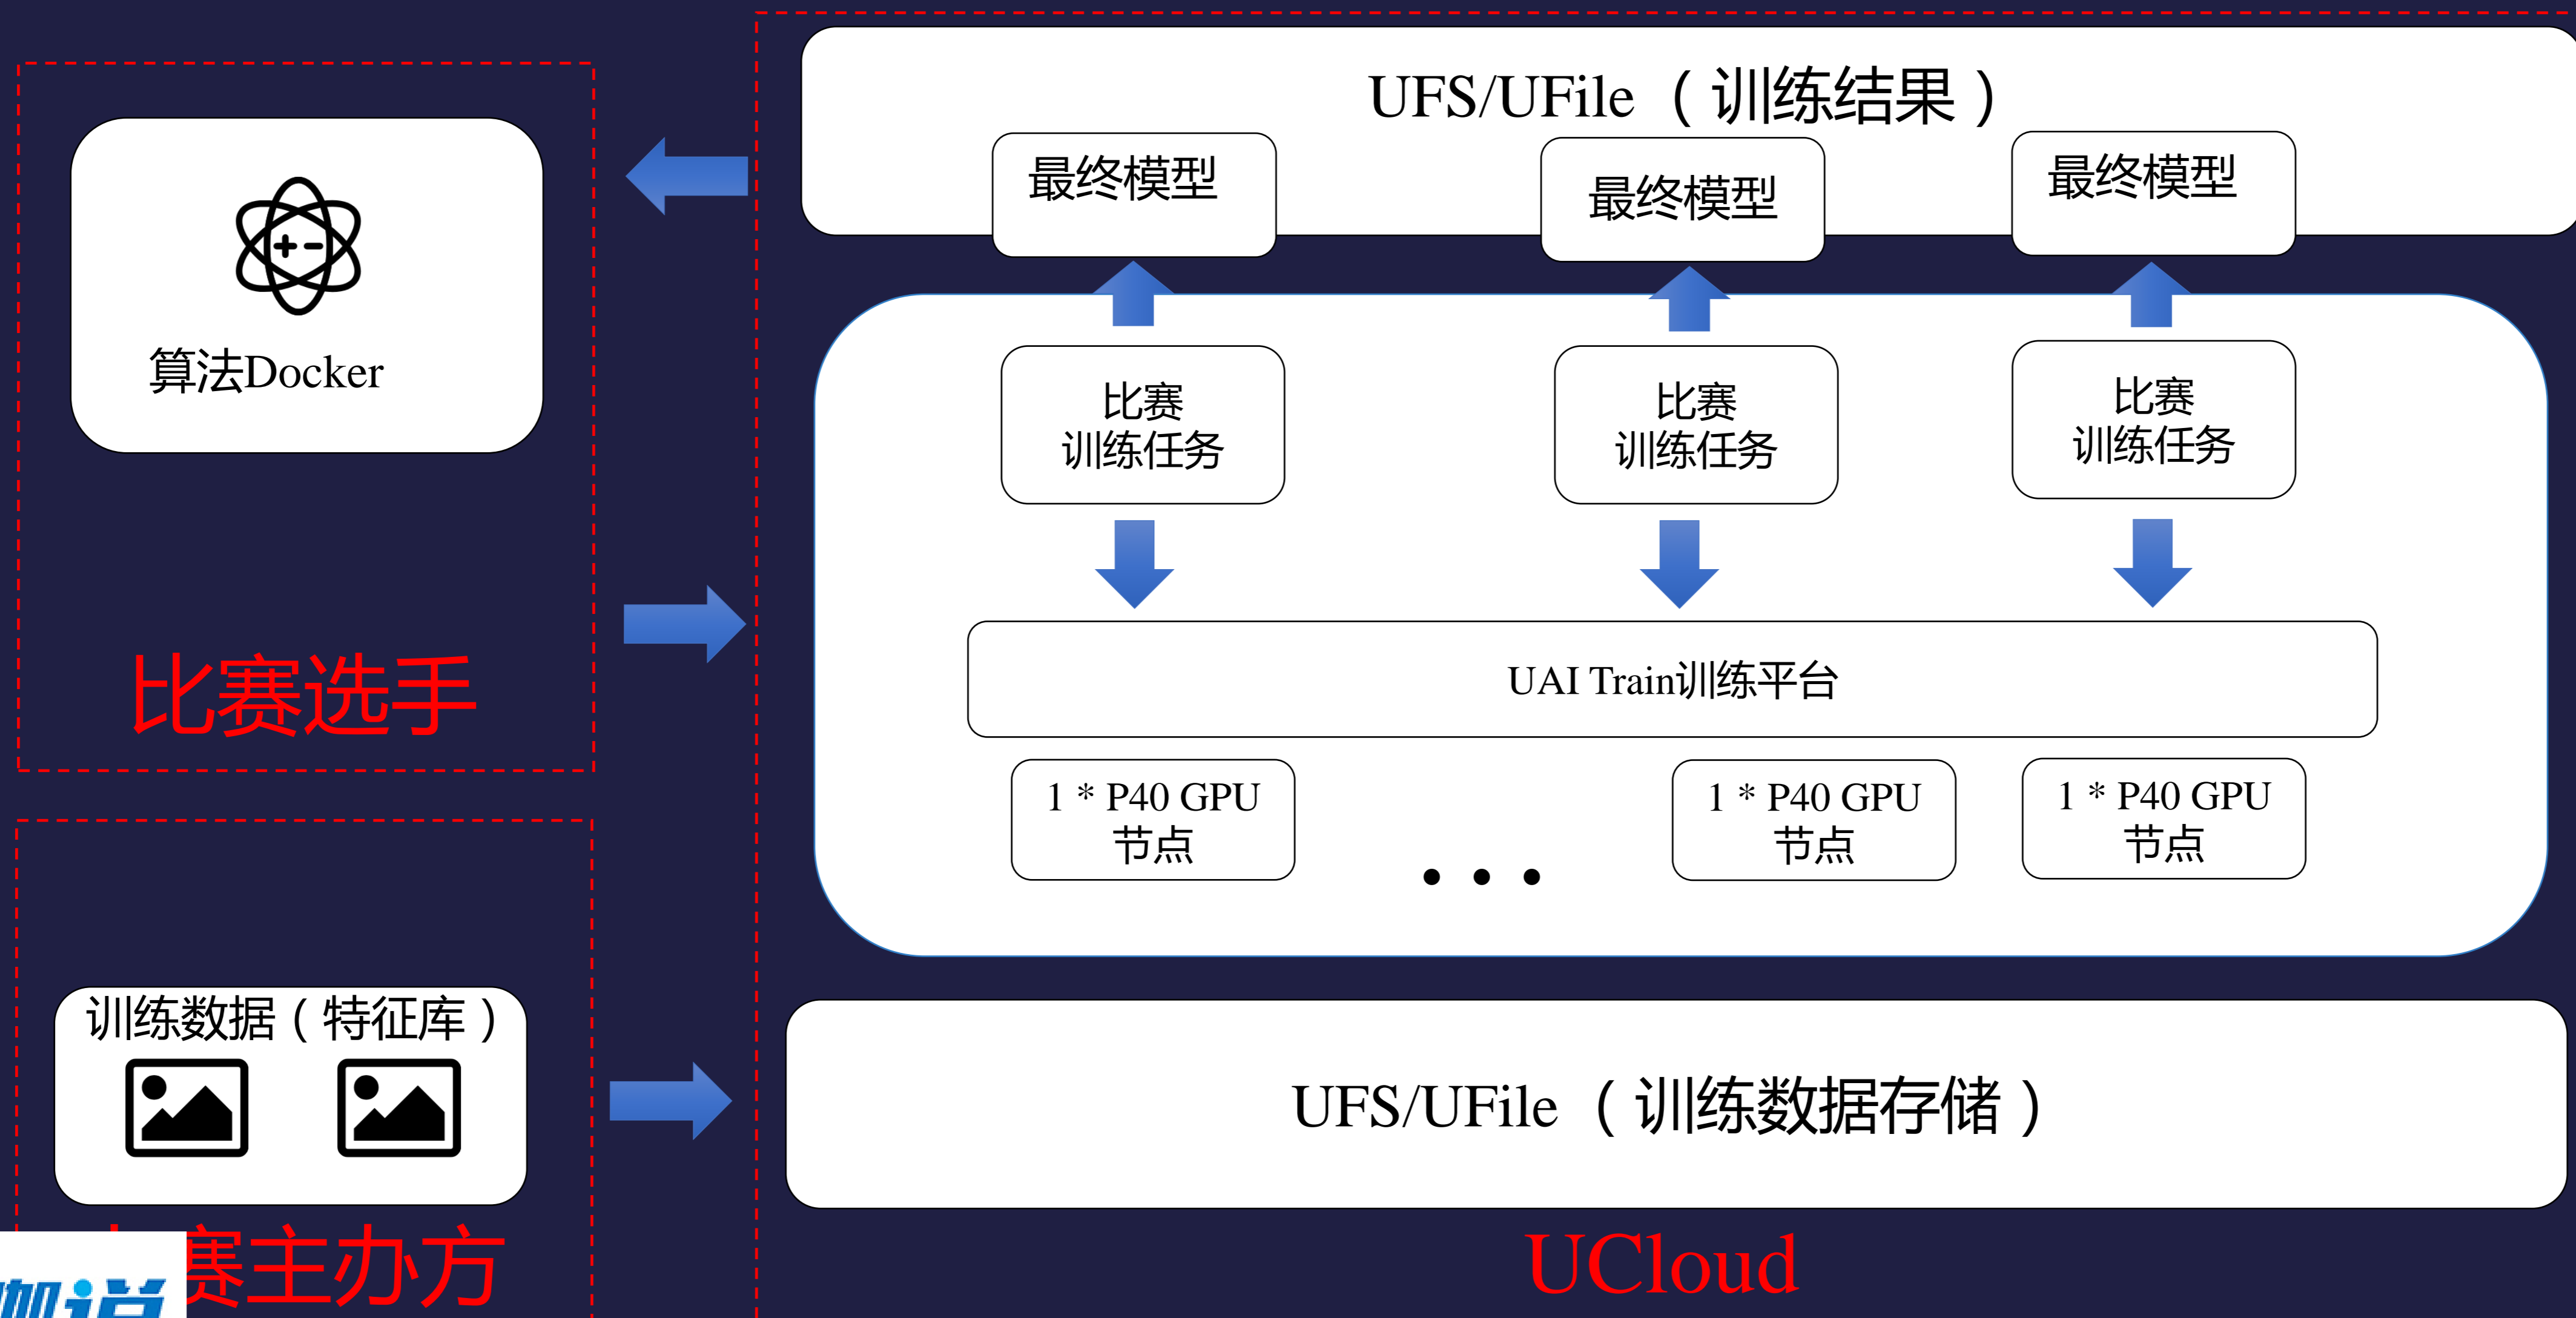 UFS/UFile（训练结果）
最终模型
最终模型
最终模型
算法Docker
比赛
训练任务
比赛
训练任务
比赛
训练任务
比赛选手
UAI Train训练平台
1 * P40 GPU
节点
...
1 * P40 GPU
节点
1 * P40 GPU
节点
训练数据（特征库）
UFS/UFile（训练数据存储）
赛主办方
UCloud